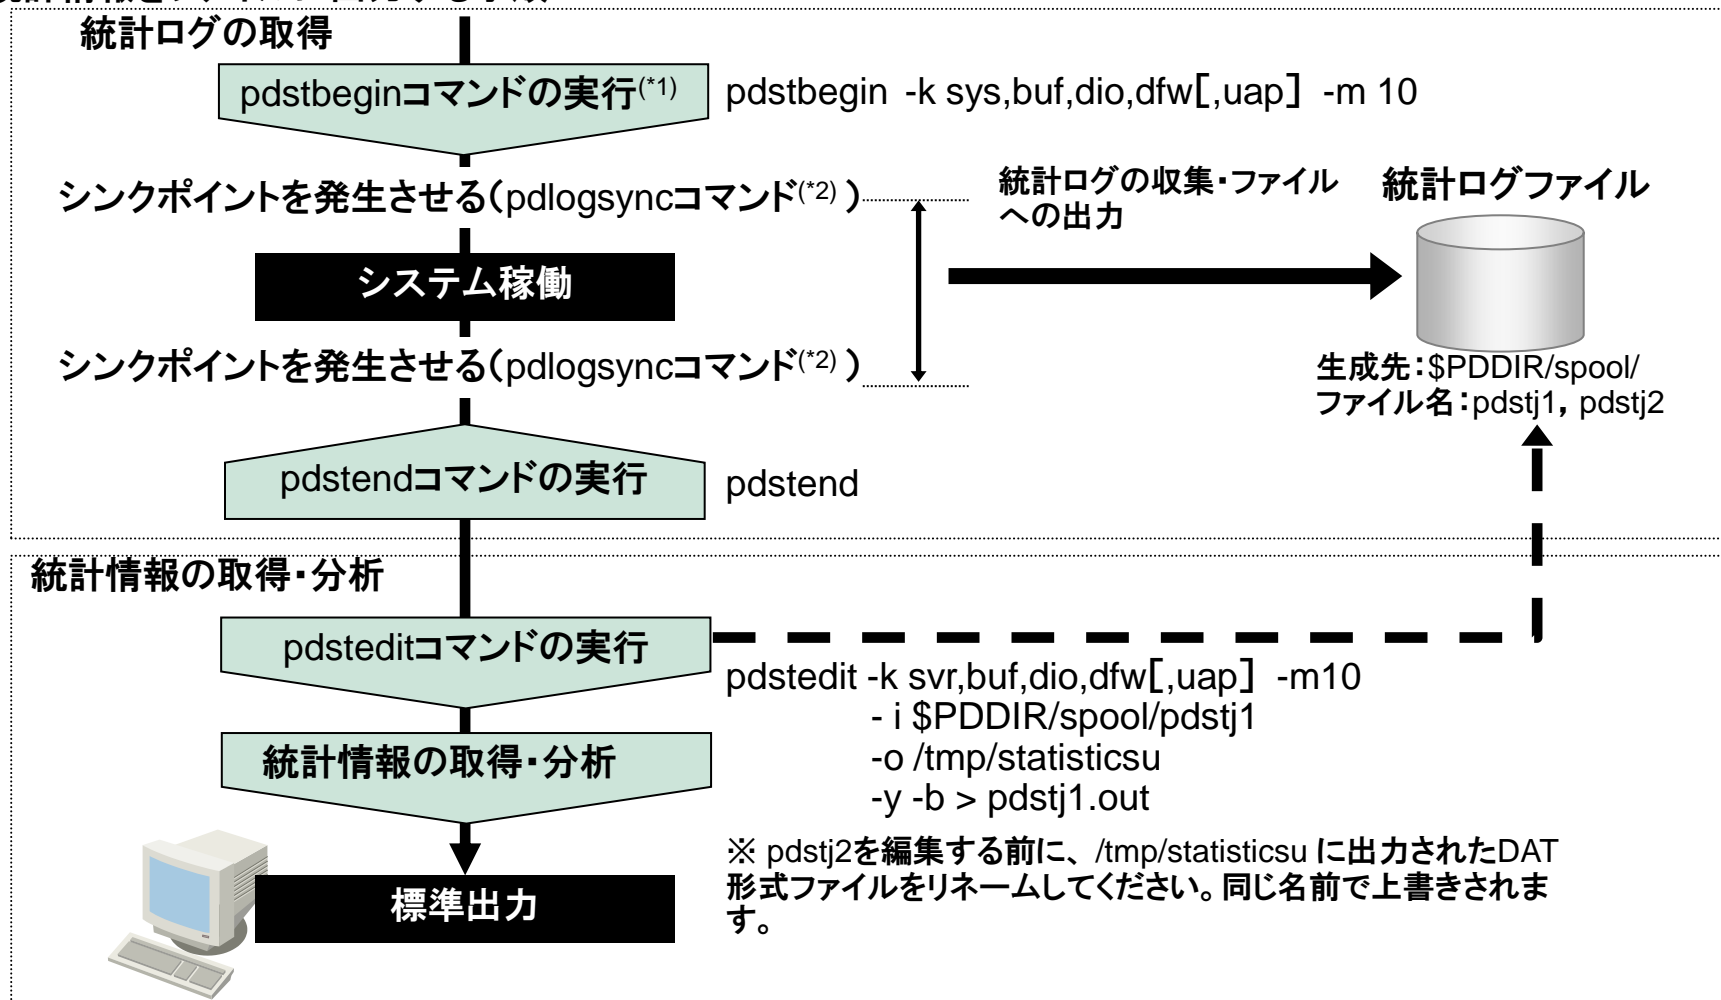 統計ログの取得
pdstbeginコマンドの実行(*1)
pdstbegin -k sys,buf,dio,dfw[,uap] -m 10
シンクポイントを発生させる(pdlogsyncコマンド(*2) )
統計ログの収集・ファイル
への出力
統計ログファイル
システム稼働
シンクポイントを発生させる(pdlogsyncコマンド(*2) )
生成先:$PDDIR/spool/
ファイル名:pdstj1, pdstj2
pdstendコマンドの実行
pdstend
統計情報の取得・分析
pdsteditコマンドの実行
pdstedit -k svr,buf,dio,dfw[,uap] -m10
- i $PDDIR/spool/pdstj1
-o /tmp/statisticsu
-y -b > pdstj1.out
統計情報の取得・分析
※ pdstj2を編集する前に、/tmp/statisticsu に出力されたDAT
形式ファイルをリネームしてください。同じ名前で上書きされま
す。
標準出力